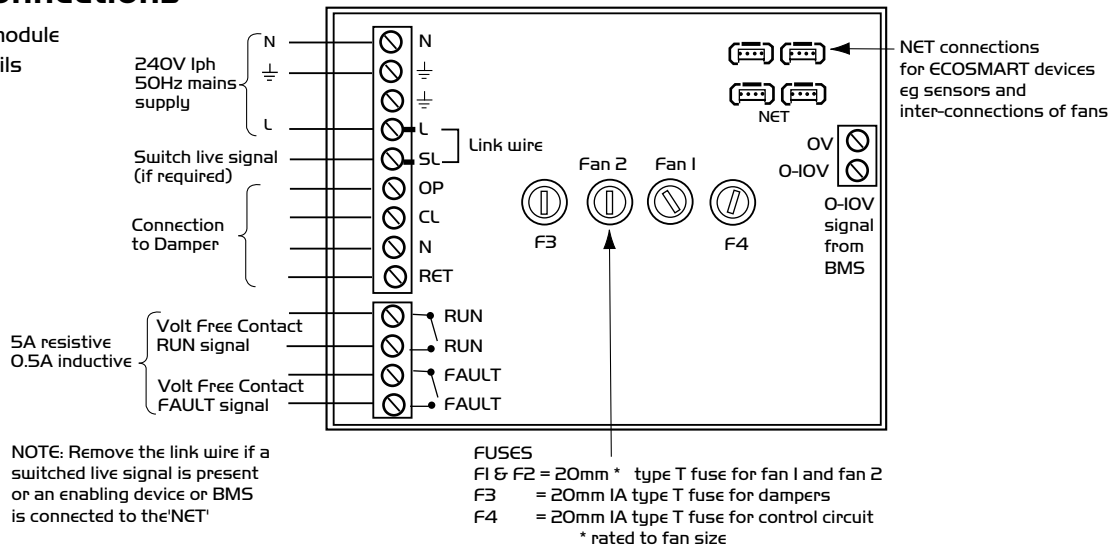 nodule
ils
240V 1ph
50Hz mains
supply
N
L
Switch live signal
(if required)
Connection
to Damper
5A resistive
0.5A inductive
Volt Free Contact
RUN signal
Volt Free Contact
FAULT signal
N
L
SL
Link wire
OP
CL
N
RET
RUN
RUN
FAULT
FAULT
Fan 2
Fan 1
F3
F4
NET
NET connections
for ECOSMART devices
eg sensors and
inter-connections of fans
0V
0-10V
0-10V
signal
from
BMS
NOTE: Remove the link wire if a
switched live signal is present
or an enabling device or BMS
is connected to the'NET'
FUSES
F1 & F2 = 20mm * type T fuse for fan 1 and fan 2
F3 = 20mm 1A type T fuse for dampers
F4 = 20mm 1A type T fuse for control circuit
* rated to fan size